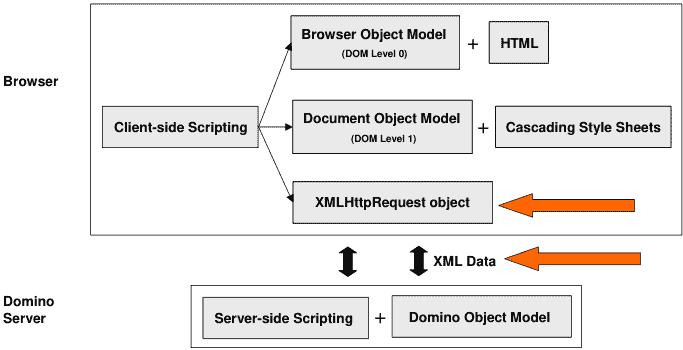 Browser Object Model
(DOM Level 0)
+
HTML
Browser
Client-side Scripting
Document Object Model
(DOM Level 1)
+
Cascading Style Sheets
XMLHttpRequest object
XML Data
Domino
Server
Server-side Scripting
+
Domino Object Model